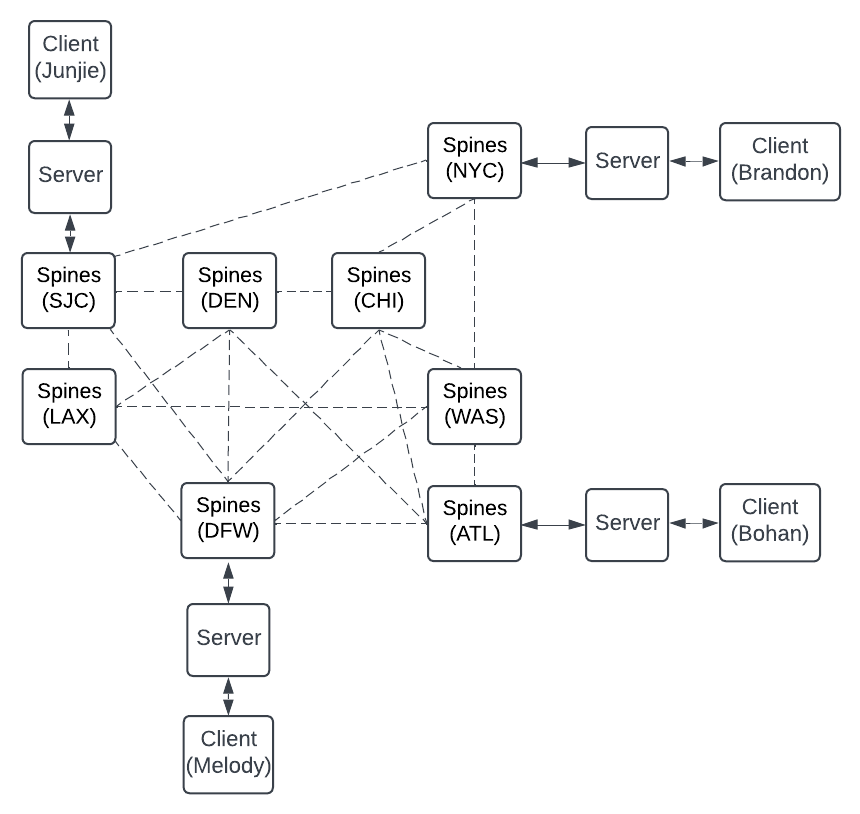 Client
(Junjie)
Server
Spines
(NYC)
Server
Client
(Brandon)
Spines
(SJC)
Spines
(DEN)
Spines
(CHI)
Spines
(LAX)
Spines
(WAS)
Spines
(DFW)
Spines
(ATL)
Server
Client
(Bohan)
Server
Client
(Melody)